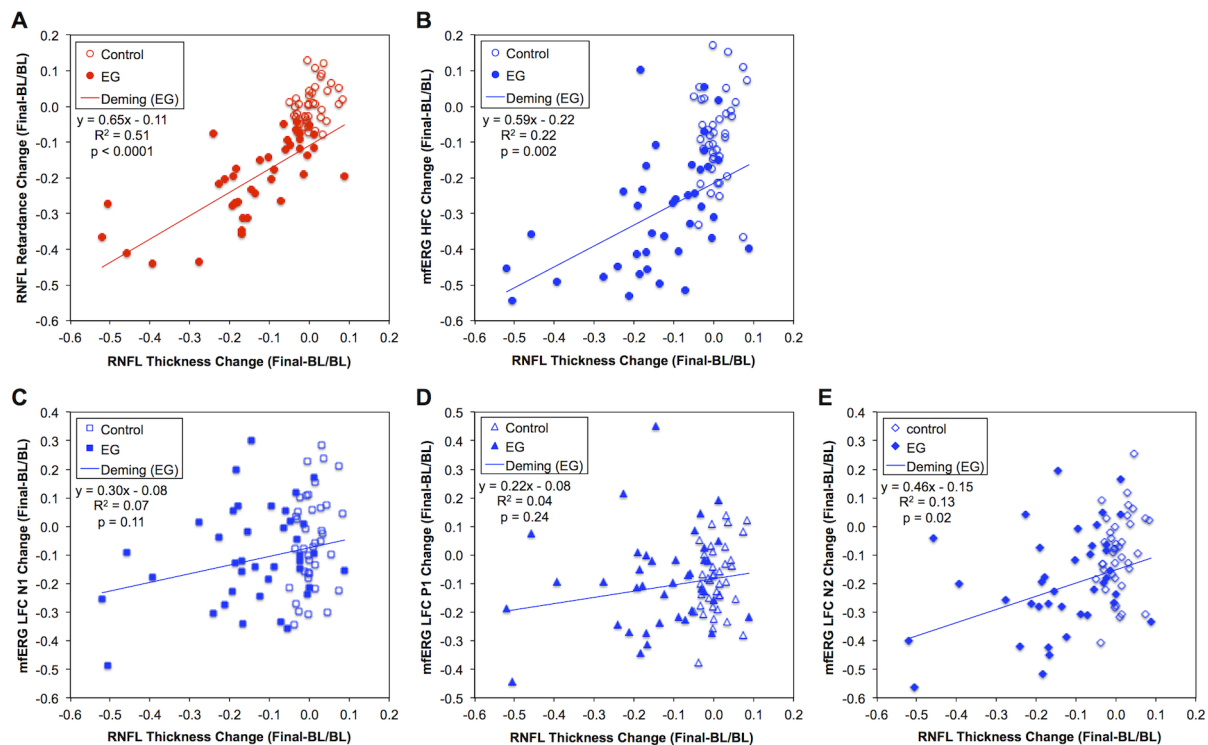 A
RNFL Retardance Change (Final-BL/BL)
0.2
0.1
0.0
-0.1
-0.2
-0.3
-0.4
-0.5
-0.6
Control
EG
Deming (EG)
y = 0.65x - 0.11
R² = 0.51
p < 0.0001
-0.6 -0.5 -0.4 -0.3 -0.2 -0.1 0.0 0.1 0.2
RNFL Thickness Change (Final-BL/BL)
B
mfERG HFC Change (Final-BL/BL)
0.2
0.1
0.0
-0.1
-0.2
-0.3
-0.4
-0.5
-0.6
Control
EG
Deming (EG)
y = 0.59x - 0.22
R² = 0.22
p = 0.002
-0.6 -0.5 -0.4 -0.3 -0.2 -0.1 0.0 0.1 0.2
RNFL Thickness Change (Final-BL/BL)
C
mfERG LFC N1 Change (Final-BL/BL)
0.4
0.3
0.2
0.1
0.0
-0.1
-0.2
-0.3
-0.4
-0.5
-0.6
Control
EG
Deming (EG)
y = 0.30x - 0.08
R² = 0.07
p = 0.11
-0.6 -0.5 -0.4 -0.3 -0.2 -0.1 0.0 0.1 0.2
RNFL Thickness Change (Final-BL/BL)
D
mfERG LFC P1 Change (Final-BL/BL)
0.5
0.4
0.3
0.2
0.1
0.0
-0.1
-0.2
-0.3
-0.4
-0.5
Control
EG
Deming (EG)
y = 0.22x - 0.08
R² = 0.04
p = 0.24
-0.6 -0.5 -0.4 -0.3 -0.2 -0.1 0.0 0.1 0.2
RNFL Thickness Change (Final-BL/BL)
E
mfERG LFC N2 Change (Final-BL/BL)
0.4
0.3
0.2
0.1
0.0
-0.1
-0.2
-0.3
-0.4
-0.5
-0.6
control
EG
Deming (EG)
y = 0.46x - 0.15
R² = 0.13
p = 0.02
-0.6 -0.5 -0.4 -0.3 -0.2 -0.1 0.0 0.1 0.2
RNFL Thickness Change (Final-BL/BL)